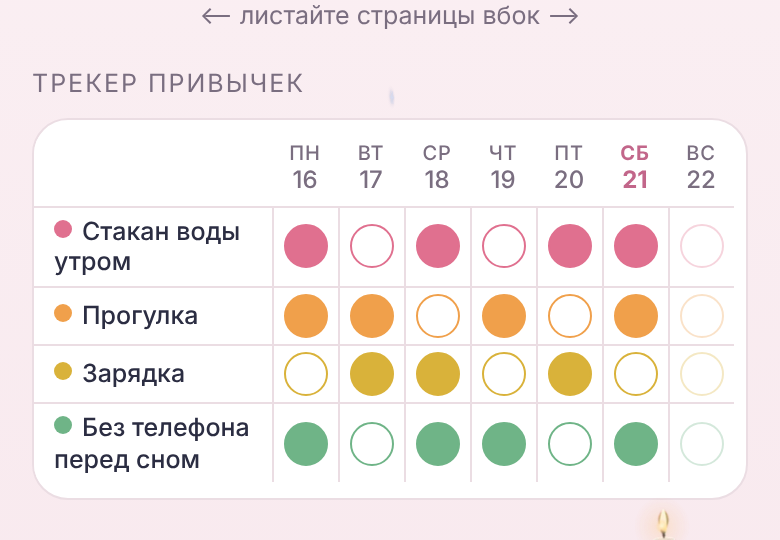 ← листайте страницы вбок →
ТРЕКЕР ПРИВЫЧЕК
ПН ВТ СР ЧТ ПТ СБ ВС
16 17 18 19 20 21 22
Стакан воды
утром
Прогулка
Зарядка
Без телефона
перед сном